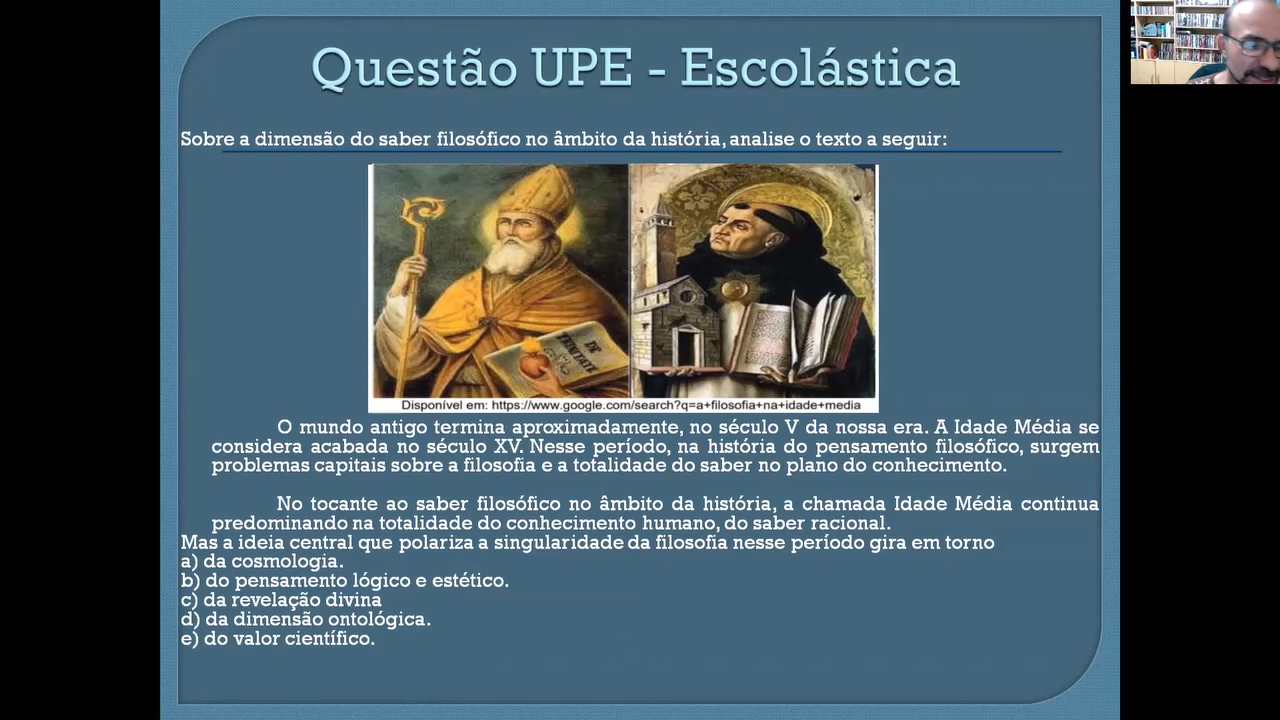 Questão UPE - Escolástica
Sobre a dimensão do saber filosófico no âmbito da história, analise o texto a seguir:
DE
TRINITATE
Disponível em: https://www.google.com/search?q=a+filosofia+na+idade+media
O mundo antigo termina aproximadamente, no século V da nossa era. A Idade Média se
considera acabada no século XV. Nesse período, na história do pensamento filosófico, surgem
problemas capitais sobre a filosofia e a totalidade do saber no plano do conhecimento.
No tocante ao saber filosófico no âmbito da história, a chamada Idade Média continua
predominando na totalidade do conhecimento humano, do saber racional.
Mas a ideia central que polariza a singularidade da filosofia nesse período gira em torno
a) da cosmologia.
b) do pensamento lógico e estético.
c) da revelação divina
d) da dimensão ontológica.
e) do valor científico.